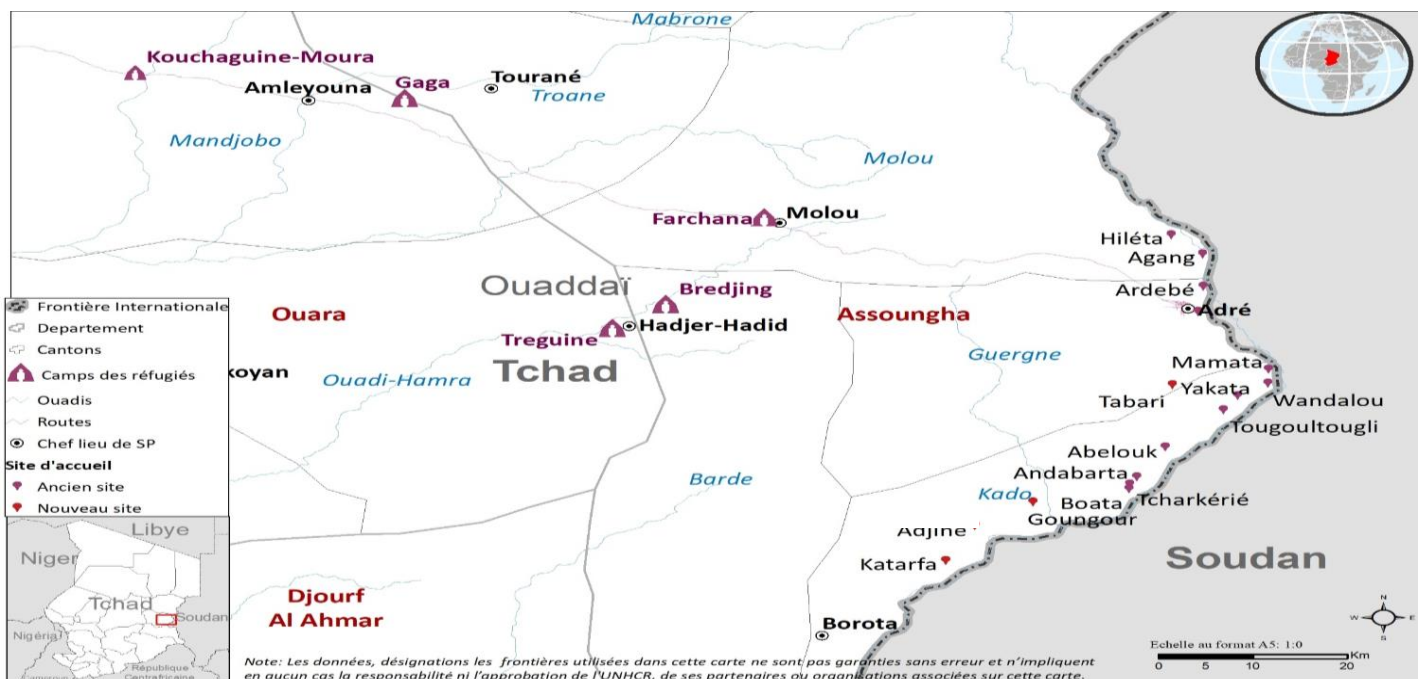 Mabrone
Kouchaguine-Moura
Gaga
Tourané
Amleyouna
Troane
Mandjobo
Molou
Farchana
Molou
Hiléta
Agang
Ouaddaï
Bredjing
Ardebé
Ouara
Assoungha
Adré
Hadjer-Hadid
Treguine
Tchad
Guergne
Mamata
koyan
Ouadi-Hamra
Tabari
Yakata
Wandalou
Tougoultougli
Abelouk
Andabarta
Barde
Kado
Boata
Tcharkérié
Goungour
Adjine
Katarfa
Soudan
Djourf
Al Ahmar
Borota
Frontière Internationale
Departement
Cantons
Camps des réfugiés
Ouadis
Routes
Chef lieu de SP
Site d'accueil
Ancien site
Nouveau site
Libye
Niger
Tchad
Soudan
Nigéria
République
Centrafricaine
N
W
E
S
Echelle au format A5: 1:0
Km
0 5 10 20
Note: Les données, désignations les frontières utilisées dans cette carte ne sont pas garanties sans erreur et n'impliquent
en aucun cas la responsabilité ni l'approbation de l'UNHCR, de ses partenaires ou organisations associées sur cette carte.